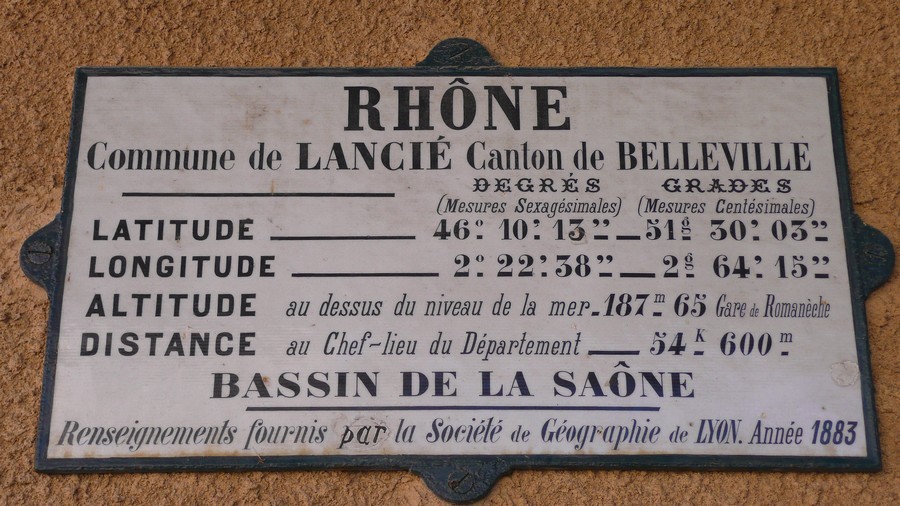 RHÔNE
Commune de LANCIÉ Canton de BELLEVILLE
DEGRÉS GRADES
(Mesures Sexagésimales) (Mesures Centésimales)
LATITUDE 46° 10' 13" 51g 30' 03"
LONGITUDE 2° 22' 38" 2g 64' 15"
ALTITUDE au dessus du niveau de la mer 187m 65 Gare de Romanèche
DISTANCE au Chef-lieu du Département 54K 600m
BASSIN DE LA SAÔNE
Renseignements fournis par la Société de Géographie de LYON. Année 1883